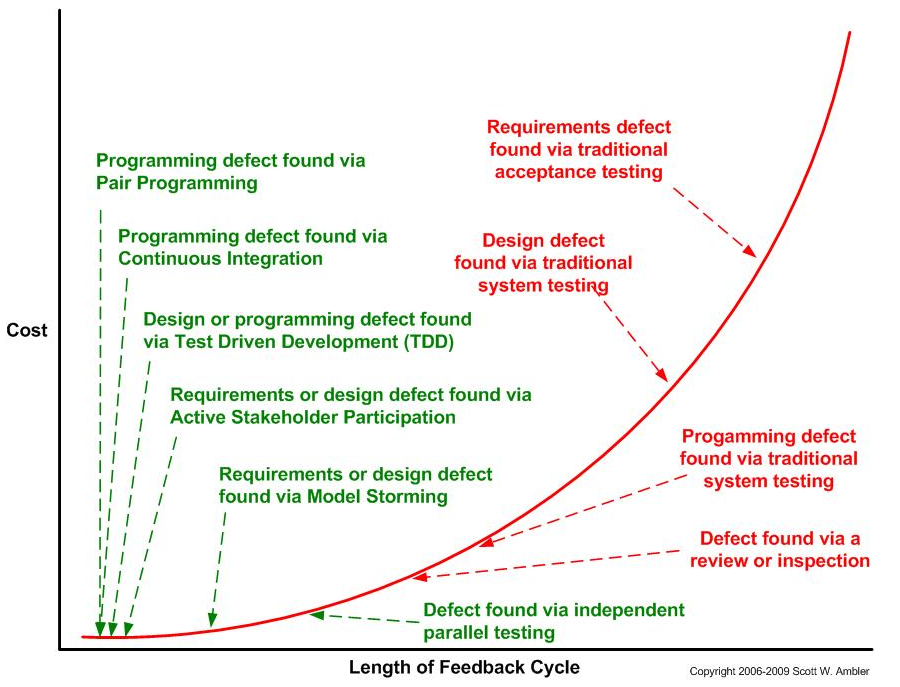 Programming defect found via
Pair Programming
Programming defect found via
Continuous Integration
Design or programming defect found
via Test Driven Development (TDD)
Requirements or design defect found via
Active Stakeholder Participation
Requirements or design defect
found via Model Storming
Defect found via independent
parallel testing
Requirements defect
found via traditional
acceptance testing
Design defect
found via traditional
system testing
Progamming defect
found via traditional
system testing
Defect found via a
review or inspection
Cost
Length of Feedback Cycle
Copyright 2006-2009 Scott W. Ambler